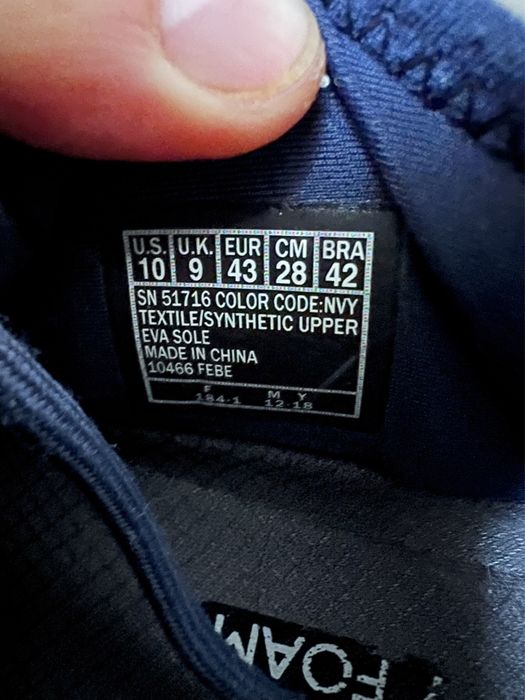 U.S. U.K. EUR CM BRA
10 9 43 28 42
SN 51716 COLOR CODE:NVY
TEXTILE/SYNTHETIC UPPER
EVA SOLE
MADE IN CHINA
10466 FEBE
F M Y
184.1 12.18
FOAM